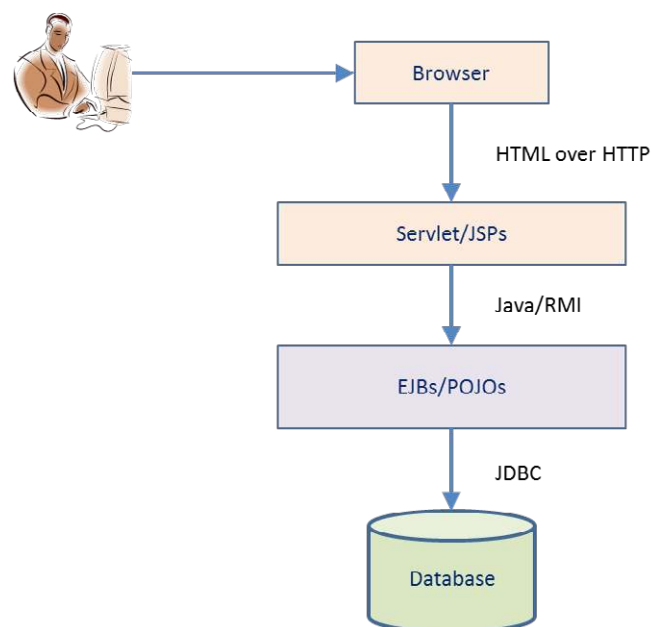 Browser
HTML over HTTP
Servlet/JSPs
Java/RMI
EJBs/POJOs
JDBC
Database